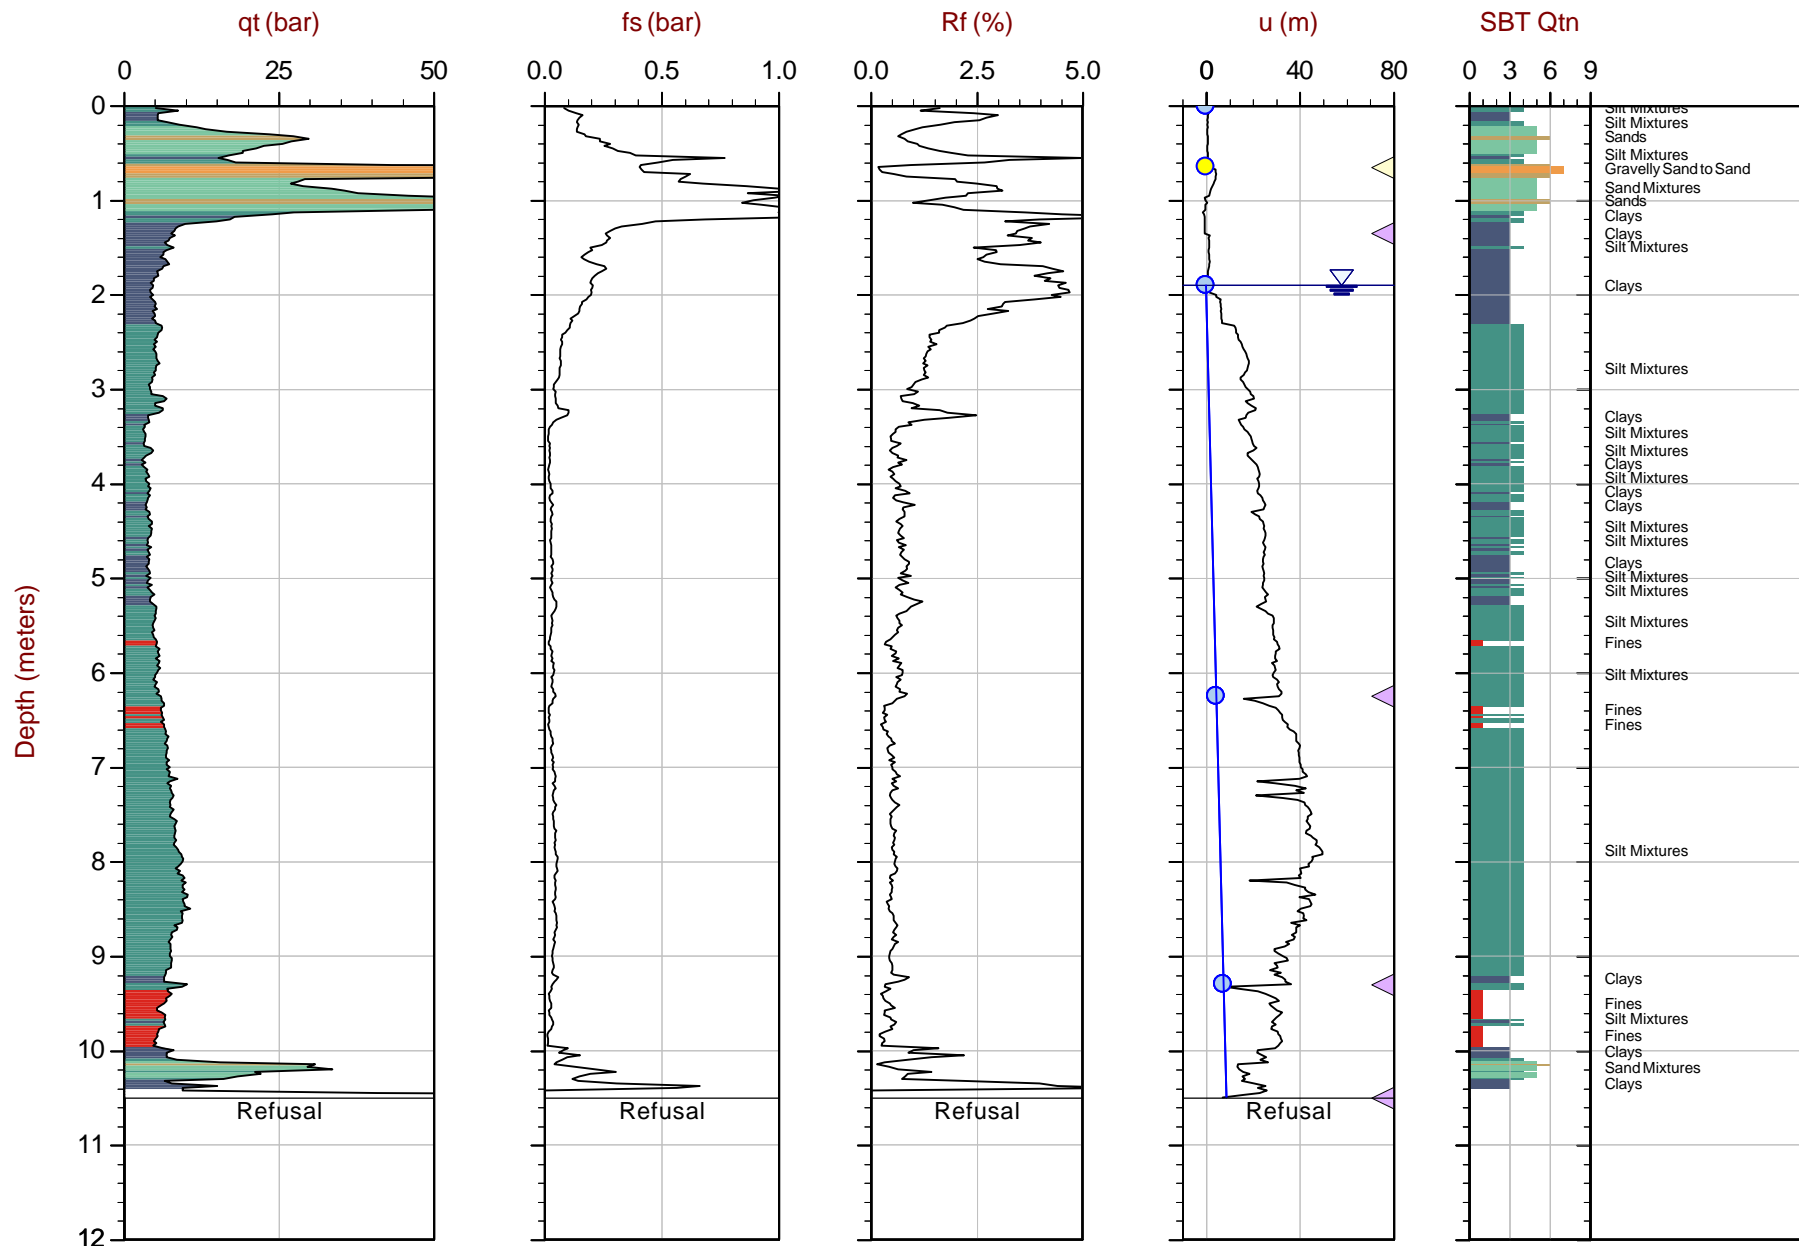 qt (bar) fs (bar) Rf (%) u (m) SBT Qtn
0 25 50 0.0 0.5 1.0 0.0 2.5 5.0 0 40 80 0 3 6 9
0
Silt Mixtures
Silt Mixtures
Sands
Silt Mixtures
Gravelly Sand to Sand
Sand Mixtures
1
Sands
Clays
Clays
Silt Mixtures
Clays
2
Silt Mixtures
3
Clays
Silt Mixtures
Silt Mixtures
Clays
Silt Mixtures
4
Clays
Clays
Silt Mixtures
Silt Mixtures
Clays
5
Silt Mixtures
Silt Mixtures
Silt Mixtures
Fines
Depth (meters)
6
Silt Mixtures
Fines
Fines
7
Silt Mixtures
8
9
Clays
Fines
Silt Mixtures
Fines
10
Clays
Sand Mixtures
Clays
Refusal Refusal Refusal Refusal
11
12